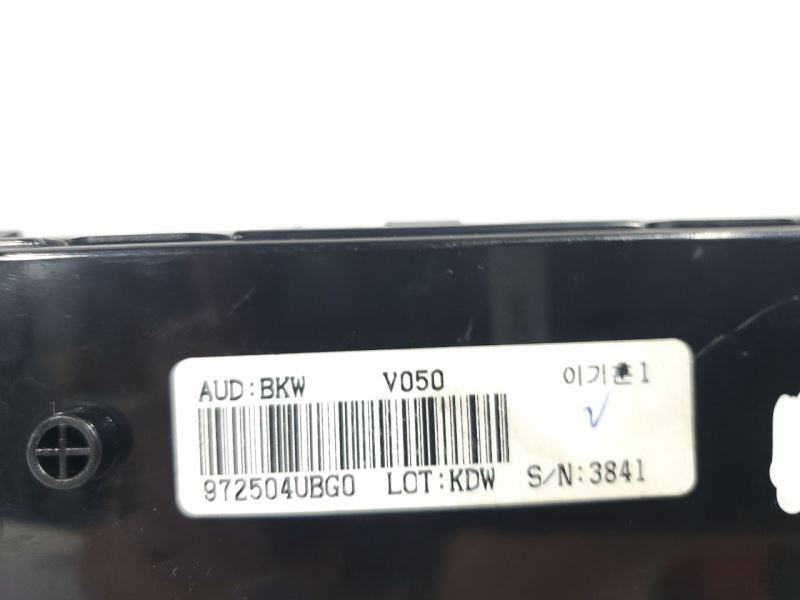 AUD:BKW V050 이기훈1
972504UBG0 LOT:KDW S/N:3841